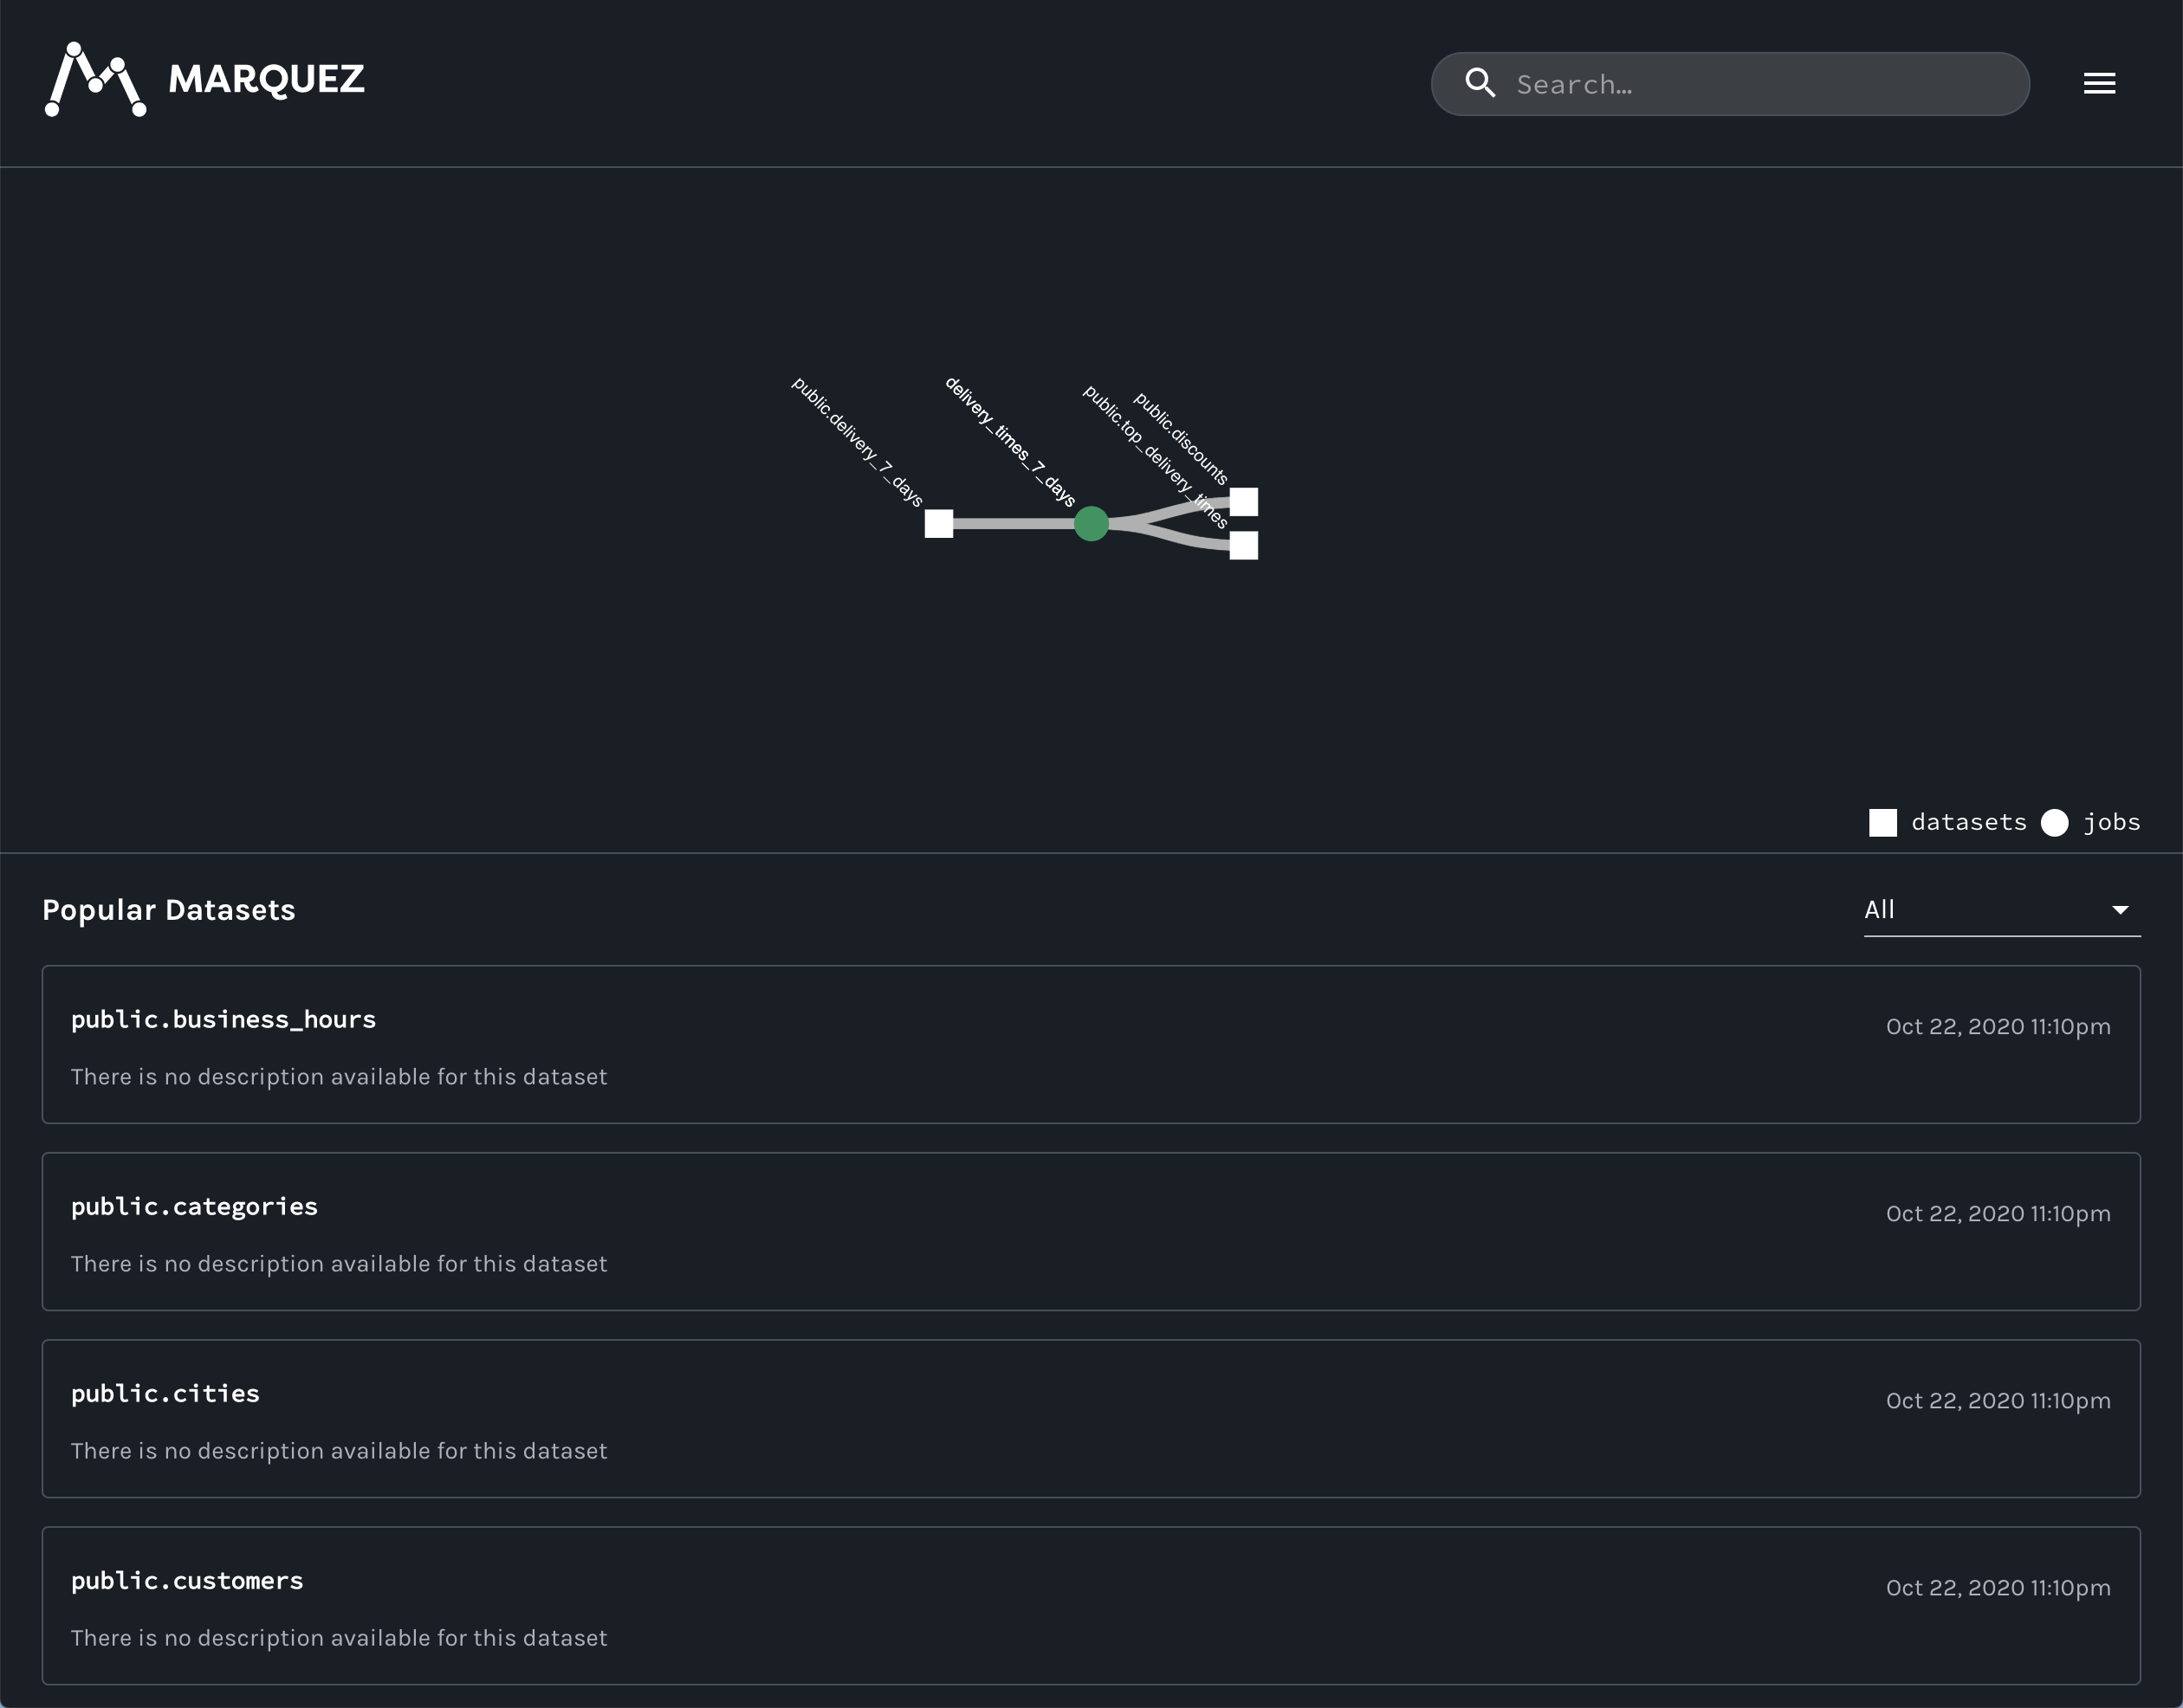 MARQUEZ
Search…
public.delivery_7_days
delivery_times_7_days
public.top_delivery_times
public.discounts
datasets
jobs
Popular Datasets
All
public.business_hours
Oct 22, 2020 11:10pm
There is no description available for this dataset
public.categories
Oct 22, 2020 11:10pm
There is no description available for this dataset
public.cities
Oct 22, 2020 11:10pm
There is no description available for this dataset
public.customers
Oct 22, 2020 11:10pm
There is no description available for this dataset